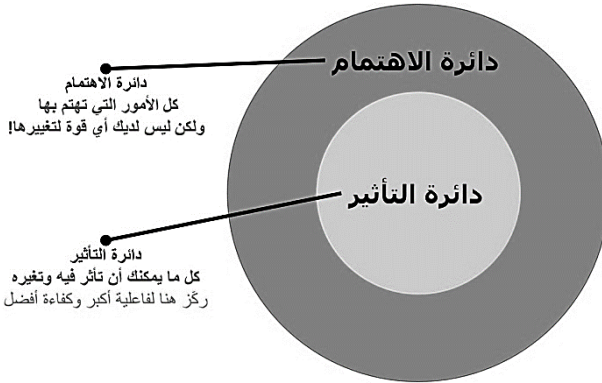 دائرة الاهتمام
دائرة الاهتمام
كل الأمور التي تهتم بها
ولكن ليس لديك أي قوة لتغييرها!
دائرة التأثير
دائرة التأثير
كل ما يمكنك أن تأثر فيه وتغيره
ركّز هنا لفاعلية أكبر وكفاءة أفضل